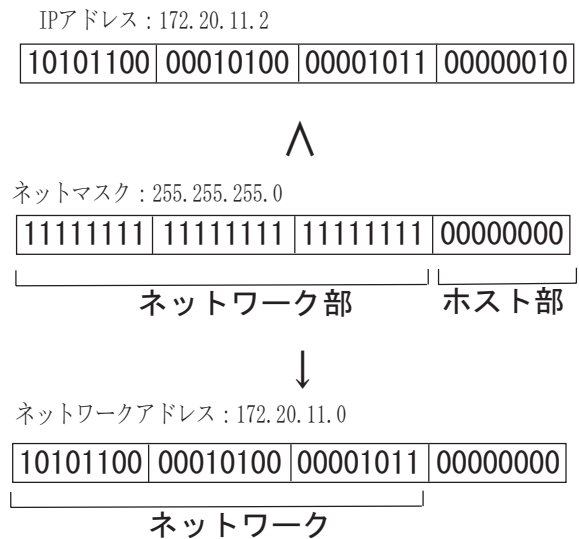 IPアドレス：172.20.11.2
10101100 00010100 00001011 00000010
∧
ネットマスク：255.255.255.0
11111111 11111111 11111111 00000000
ネットワーク部 ホスト部
↓
ネットワークアドレス：172.20.11.0
10101100 00010100 00001011 00000000
ネットワーク